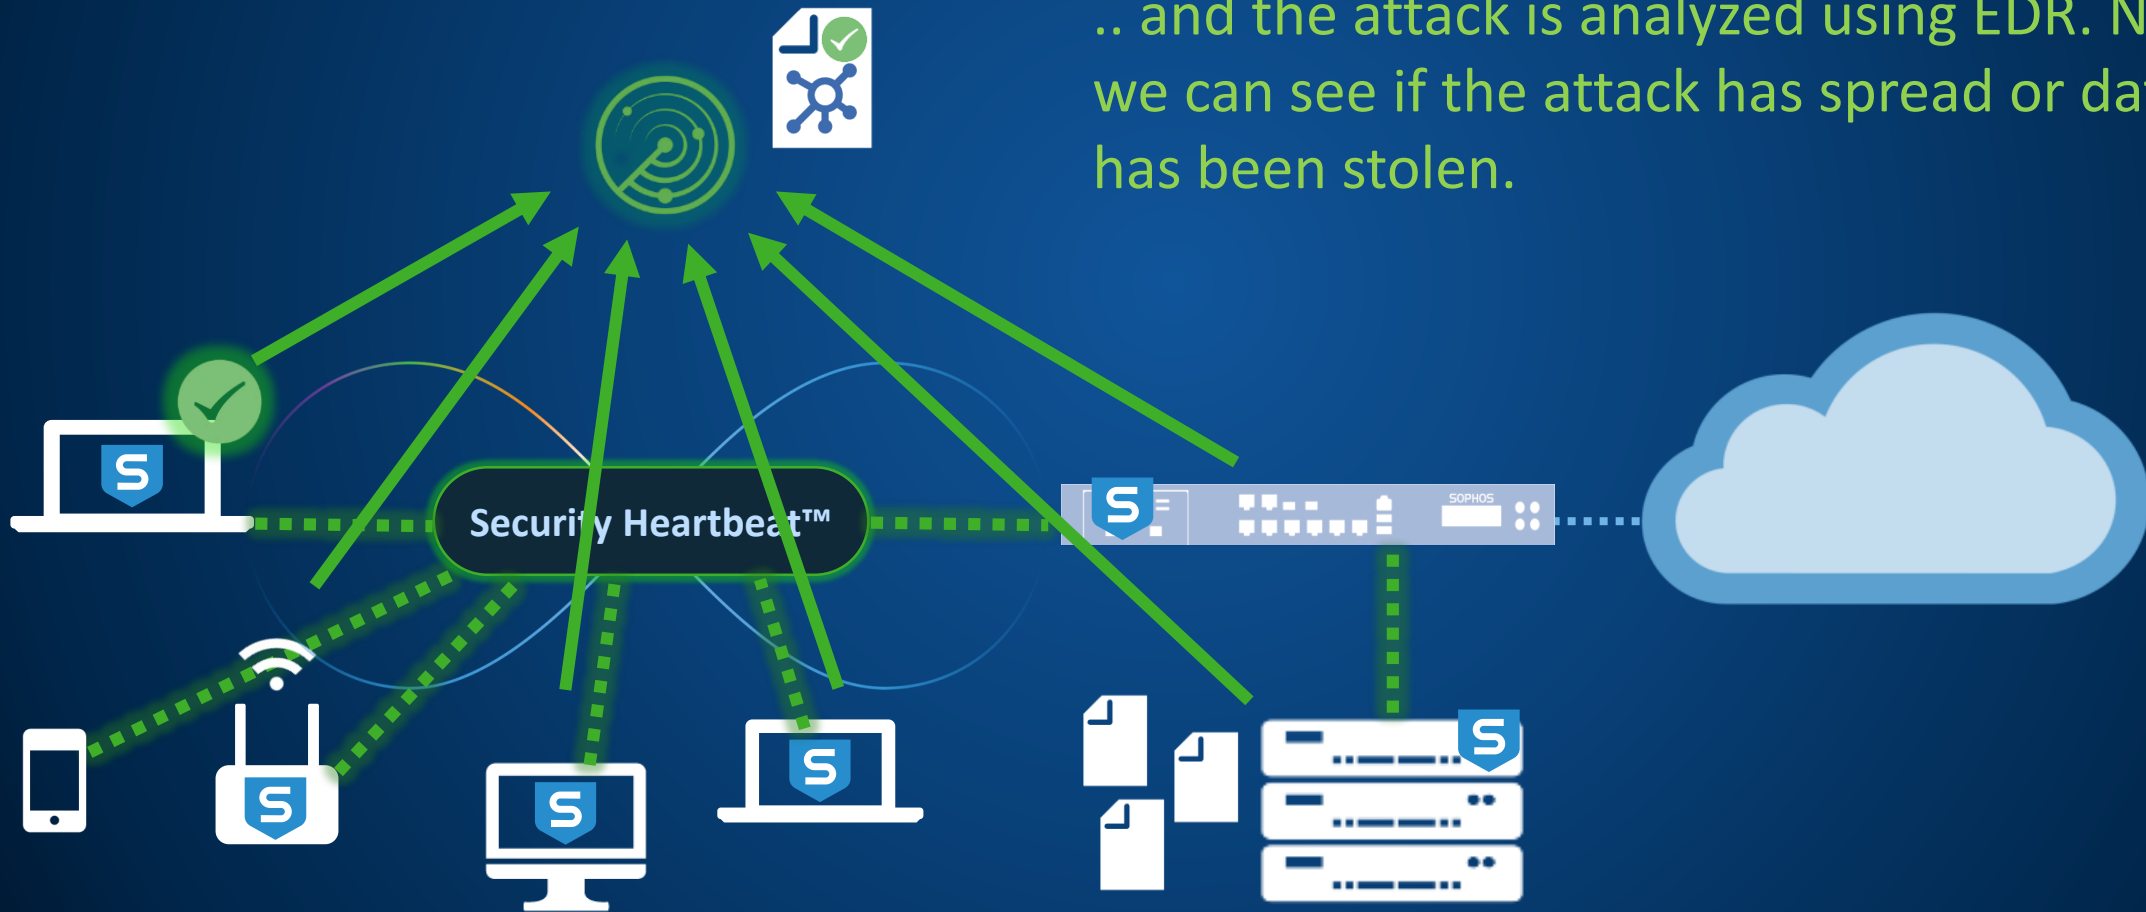 .. and the attack is analyzed using EDR. N
we can see if the attack has spread or dat
has been stolen.
S
Security Heartbeat™
S
SOPHOS
S
S
S
S